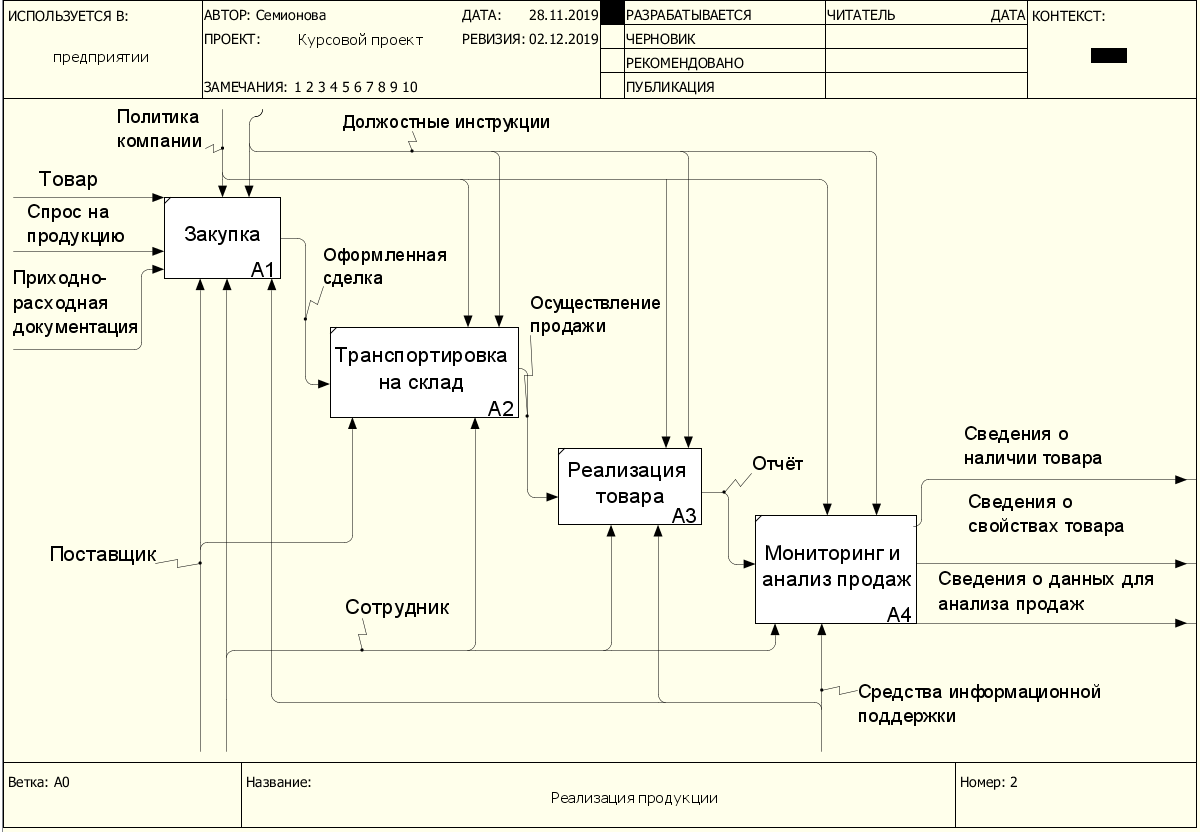 ИСПОЛЬЗУЕТСЯ В:
предприятии
АВТОР: Семионова
ДАТА: 28.11.2019
ПРОЕКТ: Курсовой проект
РЕВИЗИЯ: 02.12.2019
ЗАМЕЧАНИЯ: 1 2 3 4 5 6 7 8 9 10
РАЗРАБАТЫВАЕТСЯ
ЧЕРНОВИК
РЕКОМЕНДОВАНО
ПУБЛИКАЦИЯ
ЧИТАТЕЛЬ
ДАТА
КОНТЕКСТ:
Политика
компании
Должостные инструкции
Товар
Спрос на
продукцию
Приходно-
расходная
документация
Закупка
A1
Оформленная
сделка
Транспортировка
на склад
A2
Осуществление
продажи
Реализация
товара
A3
Отчёт
Мониторинг и
анализ продаж
A4
Сведения о
наличии товара
Сведения о
свойствах товара
Сведения о данных для
анализа продаж
Поставщик
Сотрудник
Средства информационной
поддержки
Ветка: A0
Название:
Реализация продукции
Номер: 2